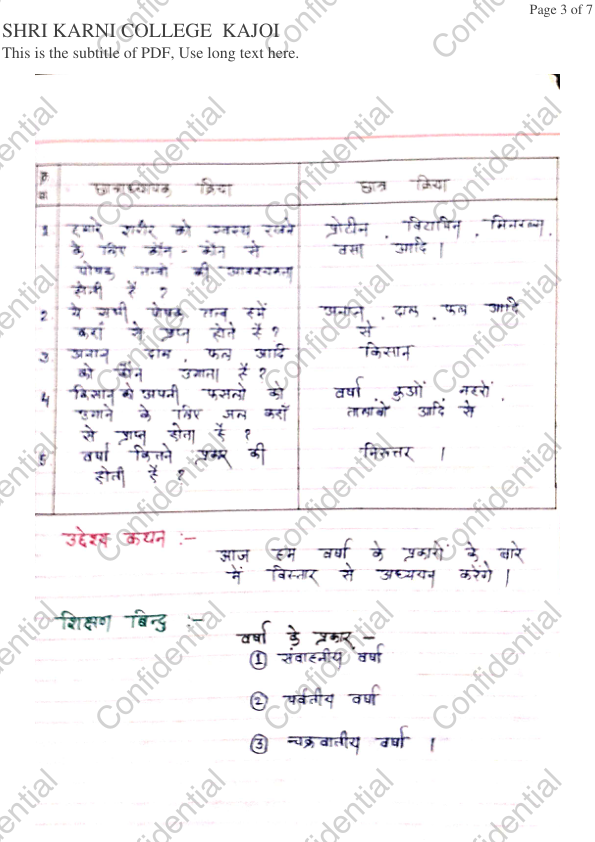 Page 3 of 7
SHRI KARNI COLLEGE KAJOI
This is the subtitle of PDF, Use long text here.
क्र. सं. छात्राध्यापक क्रिया छात्र क्रिया
1 हमारे शरीर को स्वस्थ रखने प्रोटीन, विटामिन, मिनरल्स,
के लिए कौन - कौन से वसा आदि।
पोषक तत्वों की आवश्यकता
होती हैं ?
2 ये सभी पोषक तत्व हमें अनाज, दाल, फल आदि
कहाँ से प्राप्त होते हैं ? से
3 अनाज, दाल, फल आदि किसान
को कौन उगाता हैं ?
4 किसान को अपनी फसलों को वर्षा, कुओं, नहरों,
उगाने के लिए जल कहाँ तालाबों आदि से
से प्राप्त होता हैं ?
5 वर्षा कितने प्रकार की निरुत्तर ।
होती हैं ?
उद्देश्य कथन :-
आज हम वर्षा के प्रकारों के बारे
में विस्तार से अध्ययन करेंगे ।
शिक्षण बिन्दु :-
वर्षा के प्रकार -
① संवाहनीय वर्षा
② पर्वतीय वर्षा
③ चक्रवातीय वर्षा ।
Confidential